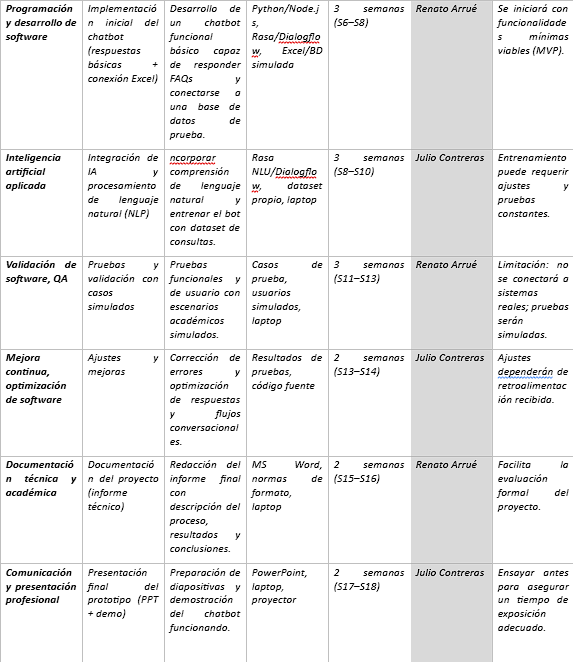 Programación
y desarrollo de
software
Implementaci
ón inicial del
chatbot
(respuestas
básicas +
conexión Excel)
Desarrollo de
un chatbot
funcional
básico capaz
de responder
FAQs y
conectarse a
una base de
datos de
prueba.
Python/Node.j
s,
Rasa/Dialogflo
w, Excel/BD
simulada
3 semanas
(S6–S8)
Renato Arrué
Se iniciará con
funcionalidade
s mínimas
viables (MVP).
Inteligencia
artificial
aplicada
Integración de
IA y
procesamiento
de lenguaje
natural (NLP)
ncorporar
comprensión
de lenguaje
natural y
entrenar el bot
con dataset de
consultas.
Rasa
NLU/Dialogflo
w, dataset
propio, laptop
3 semanas
(S8–S10)
Julio Contreras
Entrenamiento
puede requerir
ajustes y
pruebas
constantes.
Validación de
software, QA
Pruebas y
validación con
casos
simulados
Pruebas
funcionales y
de usuario con
escenarios
académicos
simulados.
Casos de
prueba,
usuarios
simulados,
laptop
3 semanas
(S11–S13)
Renato Arrué
Limitación: no
se conectará a
sistemas
reales; pruebas
serán
simuladas.
Mejora
continua,
optimización
de software
Ajustes y
mejoras
Corrección de
errores y
optimización
de respuestas
y flujos
conversacional
es.
Resultados de
pruebas,
código fuente
2 semanas
(S13–S14)
Julio Contreras
Ajustes
dependerán de
retroalimentac
ión recibida.
Documentació
n técnica y
académica
Documentació
n del proyecto
(informe
técnico)
Redacción del
informe final
con
descripción del
proceso,
resultados y
conclusiones.
MS Word,
normas de
formato,
laptop
2 semanas
(S15–S16)
Renato Arrué
Facilita la
evaluación
formal del
proyecto.
Comunicación
y presentación
profesional
Presentación
final del
prototipo (PPT
+ demo)
Preparación de
diapositivas y
demostración
del chatbot
funcionando.
PowerPoint,
laptop,
proyector
2 semanas
(S17–S18)
Julio Contreras
Ensayar antes
para asegurar
un tiempo de
exposición
adecuado.